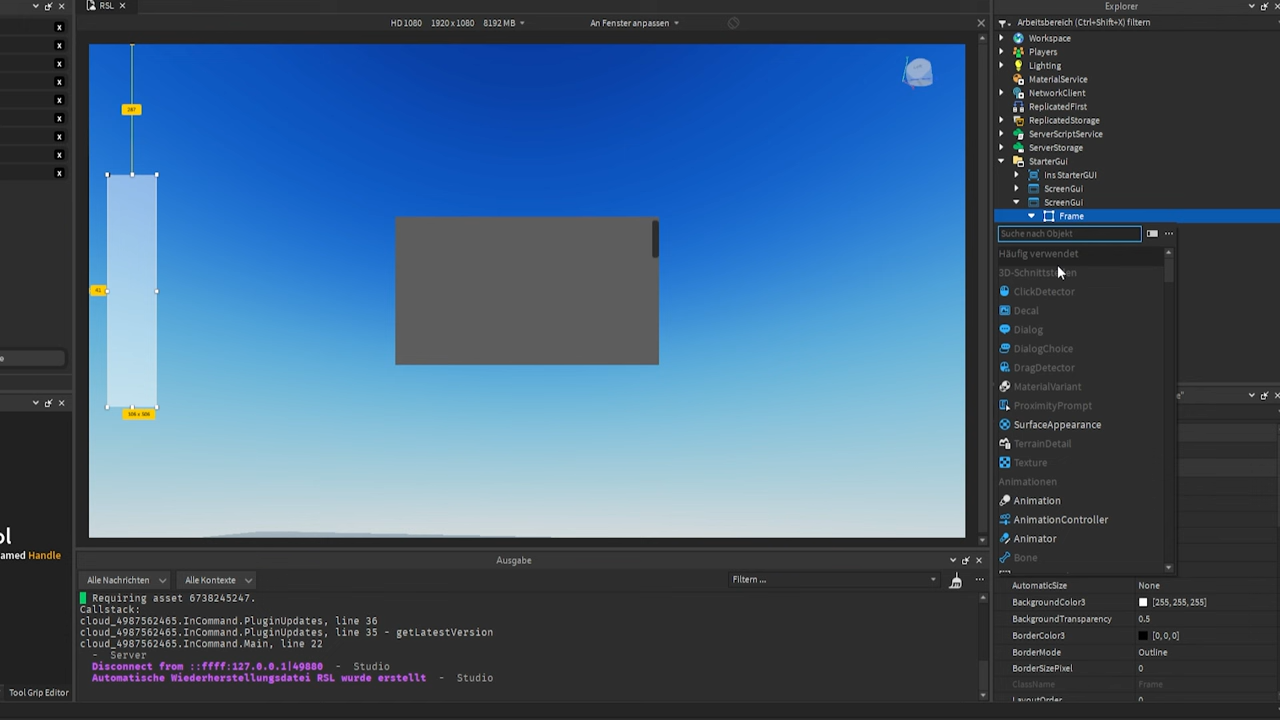 RSL
HD 1080 1920 x 1080 8192 MB
An Fenster anpassen
Explorer
Arbeitsbereich (Ctrl+Shift+X) filtern
Workspace
Players
Lighting
MaterialService
NetworkClient
ReplicatedFirst
ReplicatedStorage
ServerScriptService
ServerStorage
StarterGui
Ins StarterGUI
ScreenGui
ScreenGui
Frame
Suche nach Objekt
Häufig verwendet
3D-Schnittstellen
ClickDetector
Decal
Dialog
DialogChoice
DragDetector
MaterialVariant
ProximityPrompt
SurfaceAppearance
TerrainDetail
Texture
Animationen
Animation
AnimationController
Animator
Bone
AutomaticSize None
BackgroundColor3 [255, 255, 255]
BackgroundTransparency 0.5
BorderColor3 [0, 0, 0]
BorderMode Outline
BorderSizePixel 0
ClassName Frame
LayoutOrder 0
Ausgabe
Alle Nachrichten Alle Kontexte Filtern ...
Requiring asset 6738245247.
Callstack:
cloud_4987562465.InCommand.PluginUpdates, line 36
cloud_4987562465.InCommand.PluginUpdates, line 35 - getLatestVersion
cloud_4987562465.InCommand.Main, line 22
- Server
Disconnect from ::ffff:127.0.0.1|49880 - Studio
Automatische Wiederherstellungsdatei RSL wurde erstellt - Studio
amed Handle
Tool Grip Editor